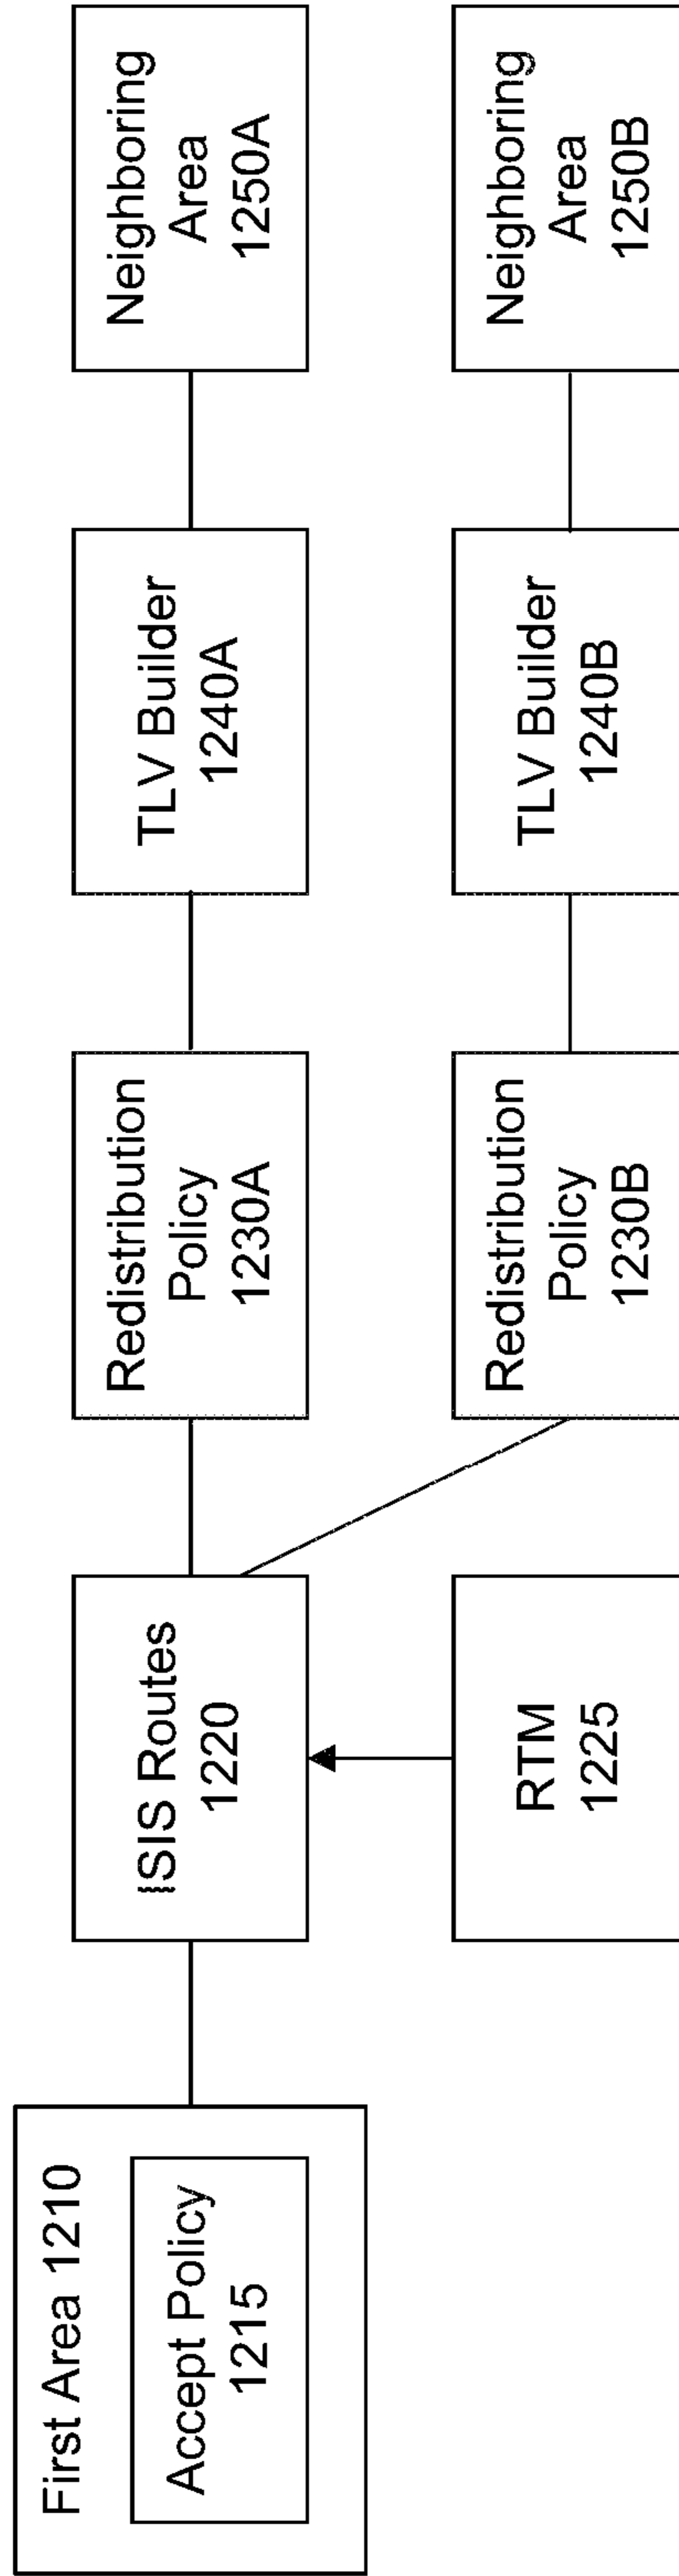 First Area 1210
Accept Policy
1215
ISIS Routes
1220
RTM
1225
Redistribution
Policy
1230A
Redistribution
Policy
1230B
TLV Builder
1240A
TLV Builder
1240B
Neighboring
Area
1250A
Neighboring
Area
1250B